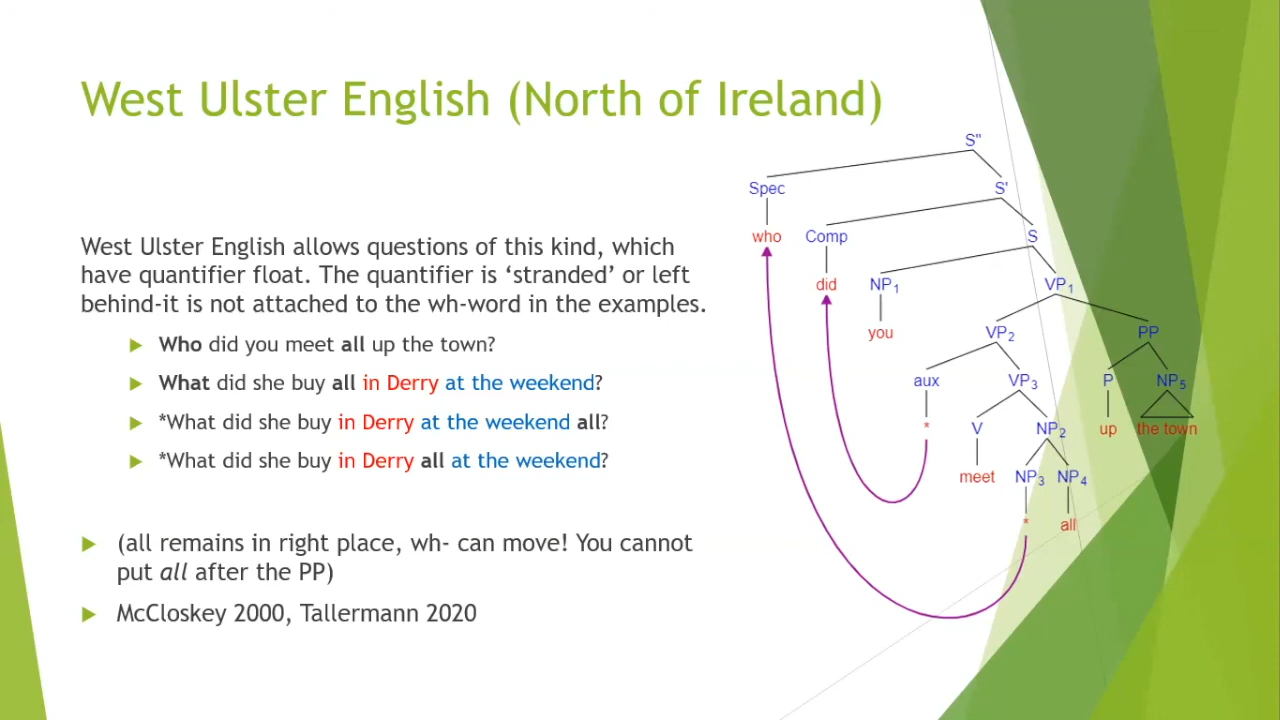 West Ulster English (North of Ireland)
West Ulster English allows questions of this kind, which
have quantifier float. The quantifier is ‘stranded’ or left
behind-it is not attached to the wh-word in the examples.
Who did you meet all up the town?
What did she buy all in Derry at the weekend?
*What did she buy in Derry at the weekend all?
*What did she buy in Derry all at the weekend?
(all remains in right place, wh- can move! You cannot
put all after the PP)
McCloskey 2000, Tallermann 2020
S"
Spec S'
who Comp S
did NP₁ VP₁
you VP₂ PP
aux VP₃ P NP₅
* V NP₂ up the town
meet NP₃ NP₄
* all